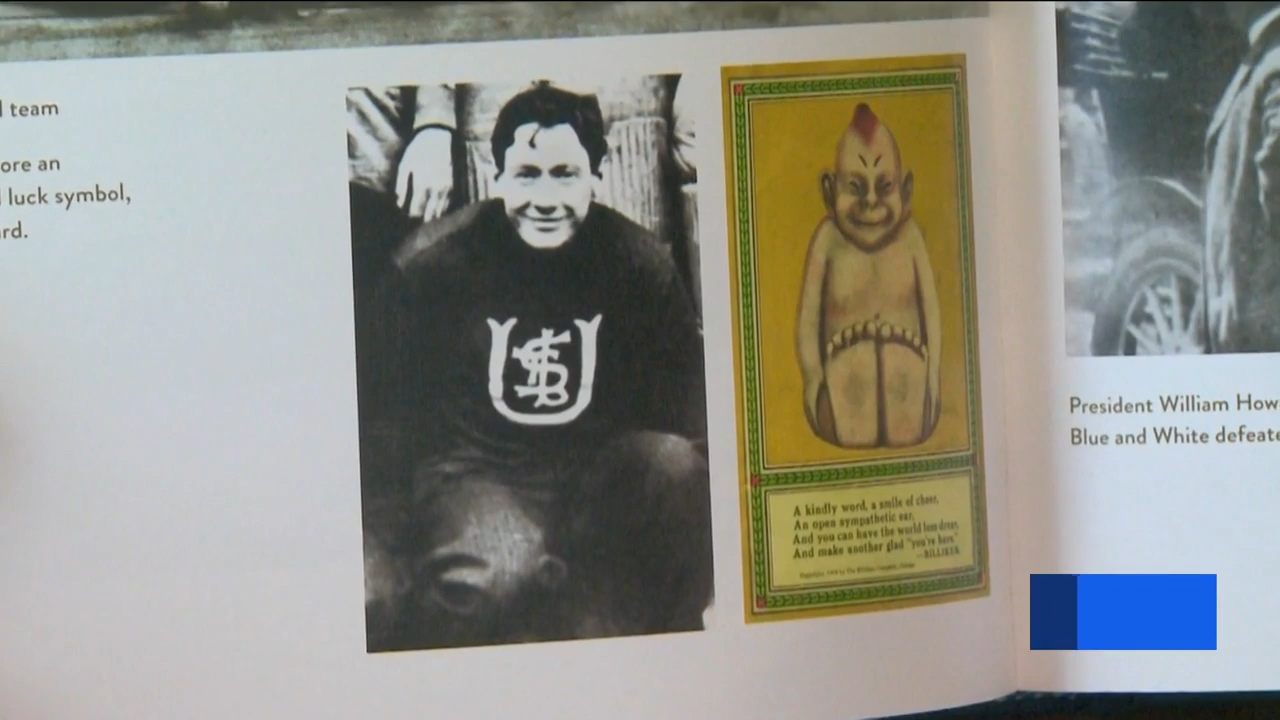 l team
ore an
l luck symbol,
rd.
A kindly word, a smile of cheer,
An open sympathetic ear,
And you can have the world less drear,
And make another glad "you're here"
—BILLIKEN
President William How
Blue and White defeate